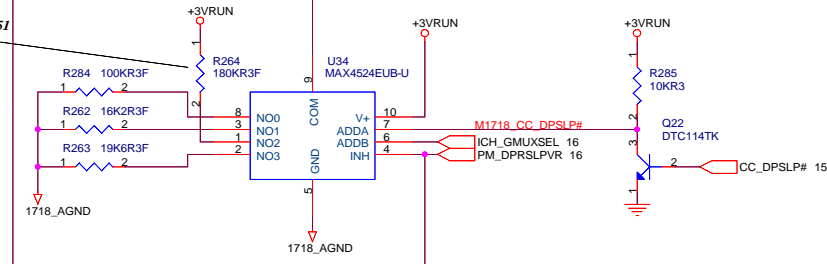 51
+3VRUN
+3VRUN
+3VRUN
R264
180KR3F
1
2
U34
MAX4524EUB-U
R285
10KR3
1
2
R284 100KR3F
1 2
R262 16K2R3F
1 2
R263 19K6R3F
1 2
9
COM
8 NO0
3 NO1
1 NO2
2 NO3
V+ 10
ADDA 7
ADDB 6
INH 4
GND
5
M1718_CC_DPSLP#
ICH_GMUXSEL 16
PM_DPRSLPVR 16
Q22
DTC114TK
3
2
1
CC_DPSLP# 15
1718_AGND
1718_AGND